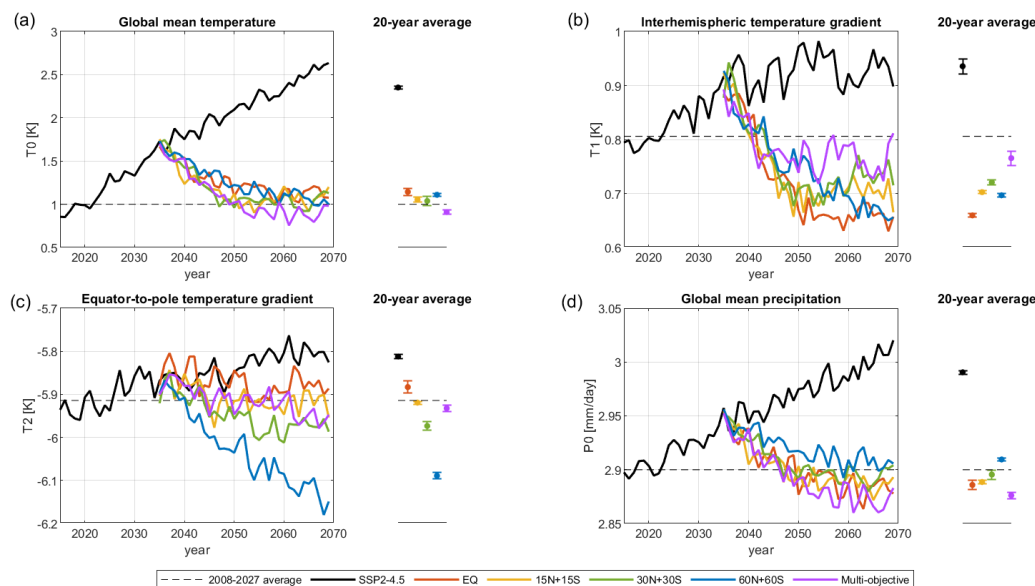 (a)
Global mean temperature
20-year average
3
2.5
2
1.5
1
0.5
T0 [K]
2020 2030 2040 2050 2060 2070
year
(b)
Interhemispheric temperature gradient
20-year average
1
0.9
0.8
0.7
0.6
T1 [K]
2020 2030 2040 2050 2060 2070
year
(c)
Equator-to-pole temperature gradient
20-year average
-5.7
-5.8
-5.9
-6
-6.1
-6.2
T2 [K]
2020 2030 2040 2050 2060 2070
year
(d)
Global mean precipitation
20-year average
3.05
3
2.95
2.9
2.85
P0 [mm/day]
2020 2030 2040 2050 2060 2070
year
2008-2027 average SSP2-4.5 EQ 15N+15S 30N+30S 60N+60S Multi-objective